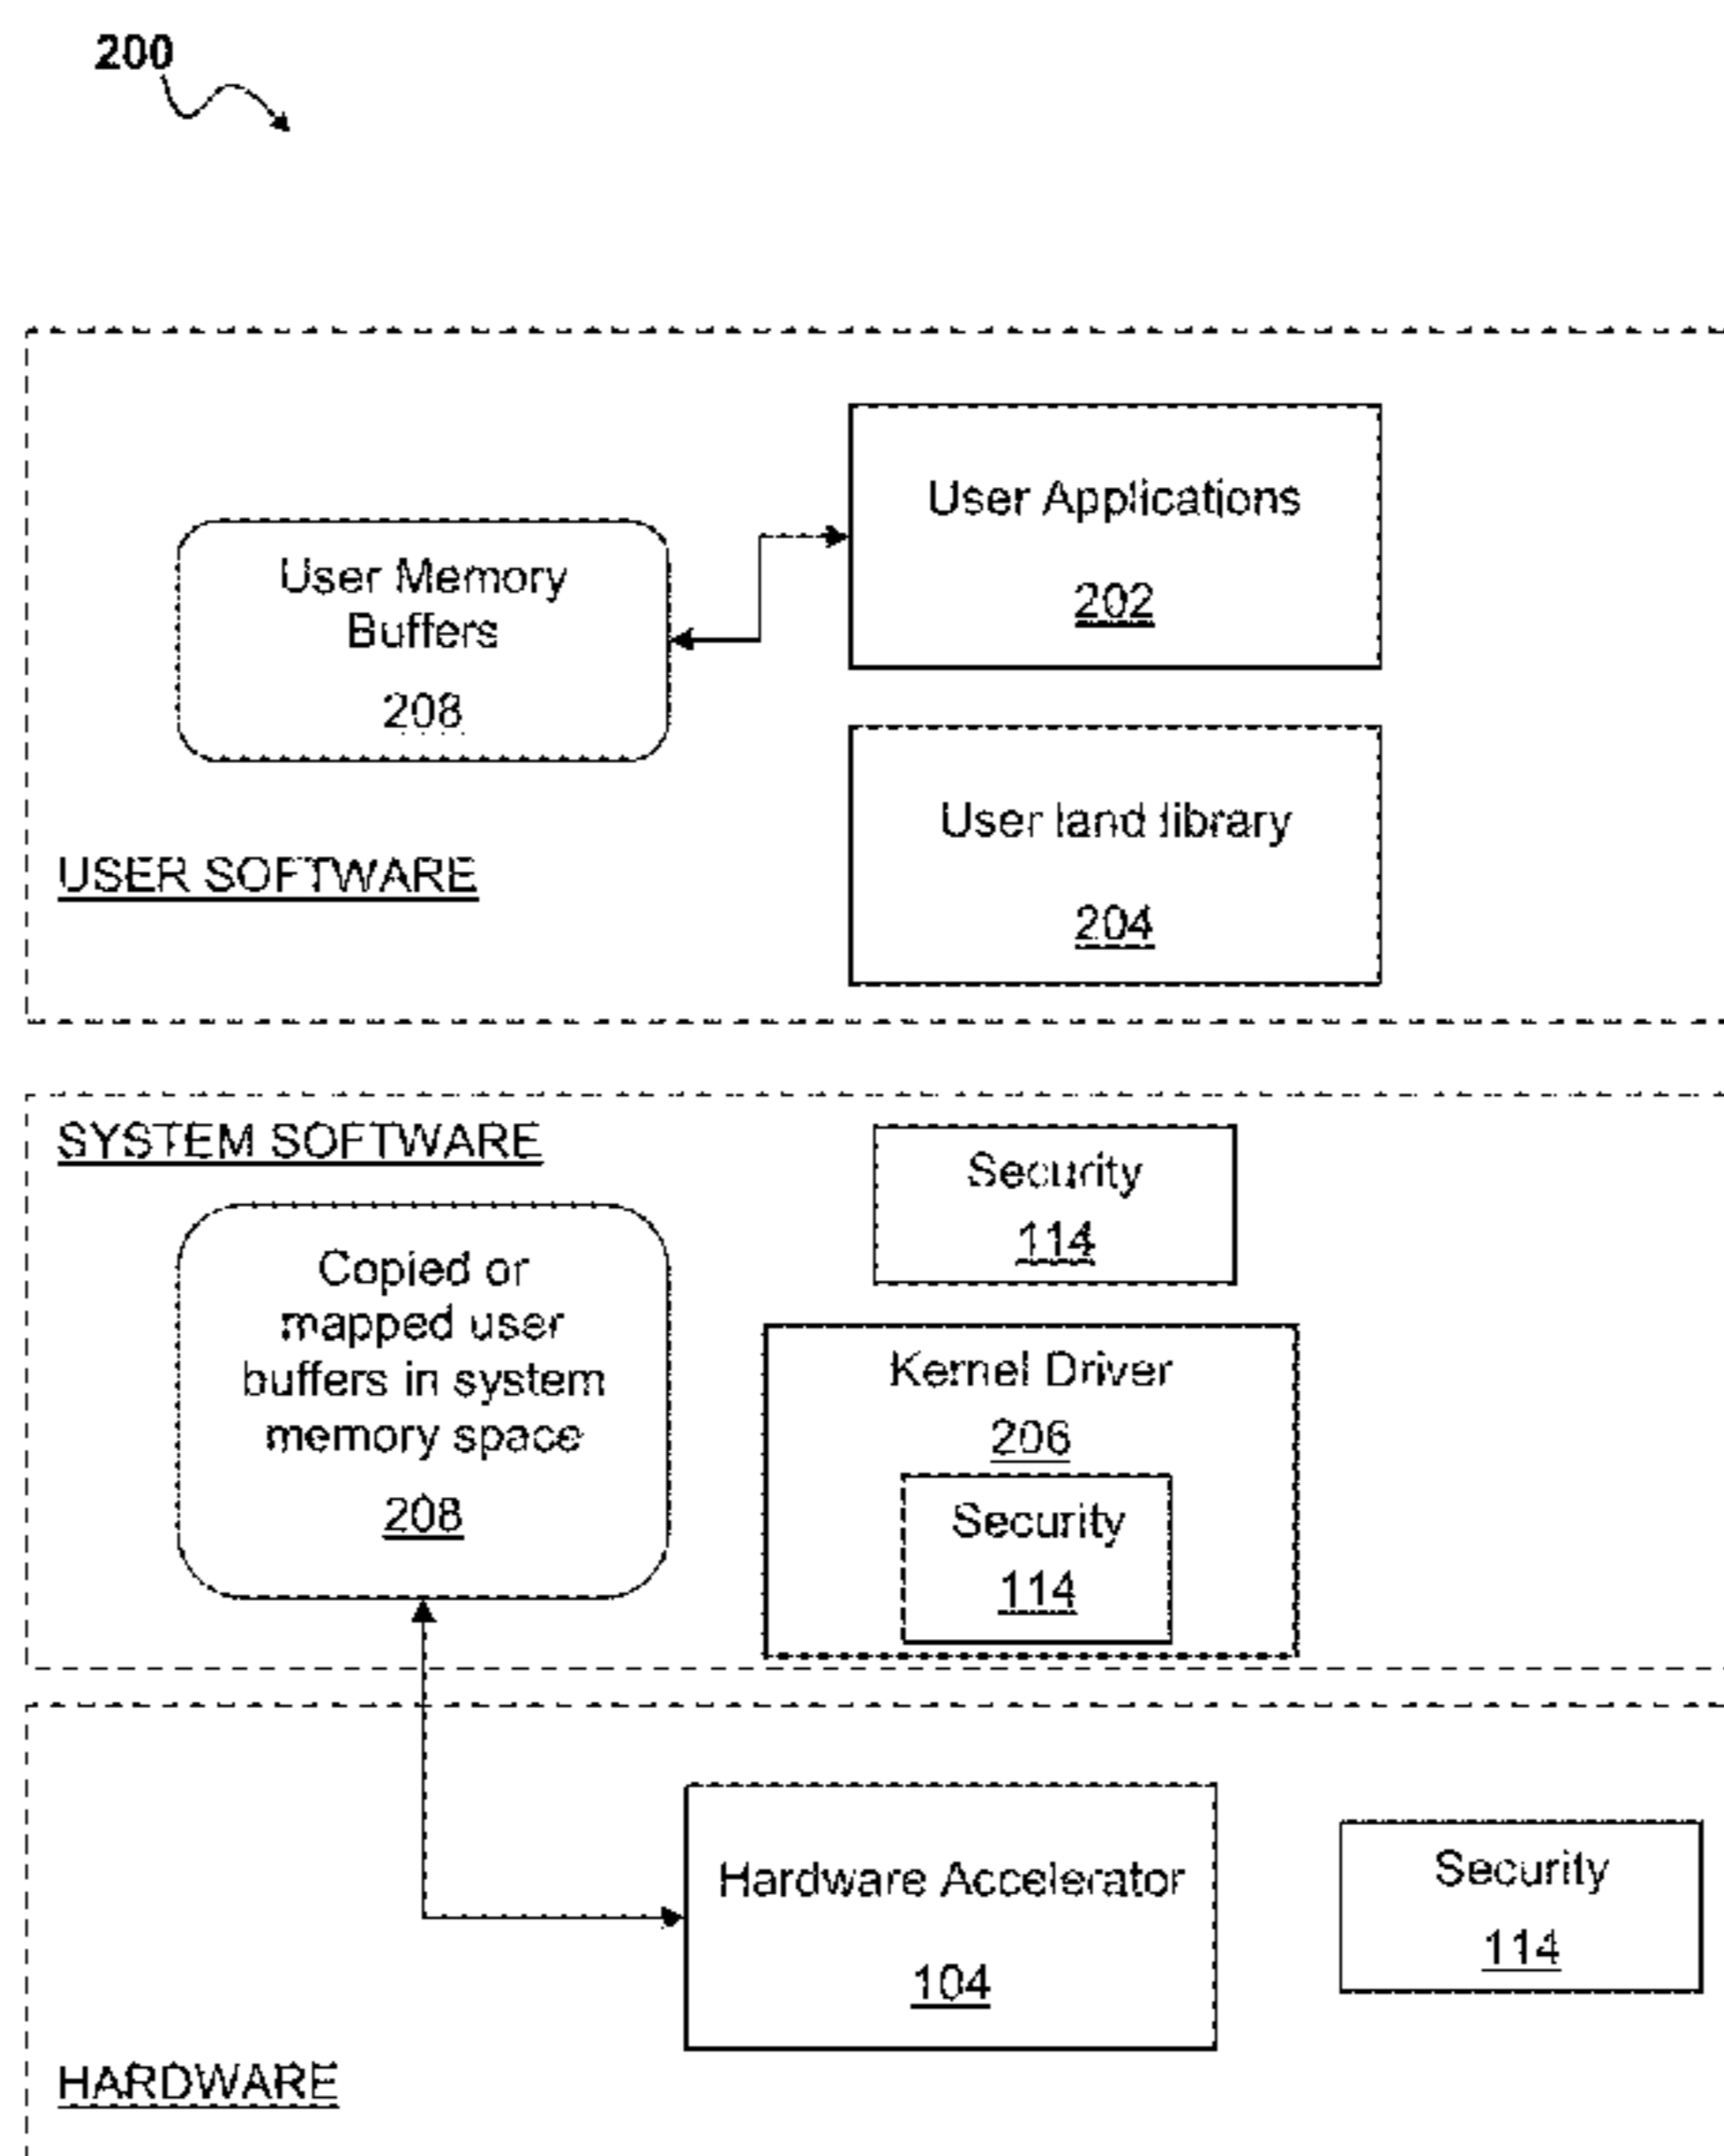 200
User Applications
202
User Memory
Buffers
208
User land library
204
USER SOFTWARE
SYSTEM SOFTWARE
Security
114
Copied or
mapped user
buffers in system
memory space
208
Kernel Driver
206
Security
114
Hardware Accelerator
104
Security
114
HARDWARE